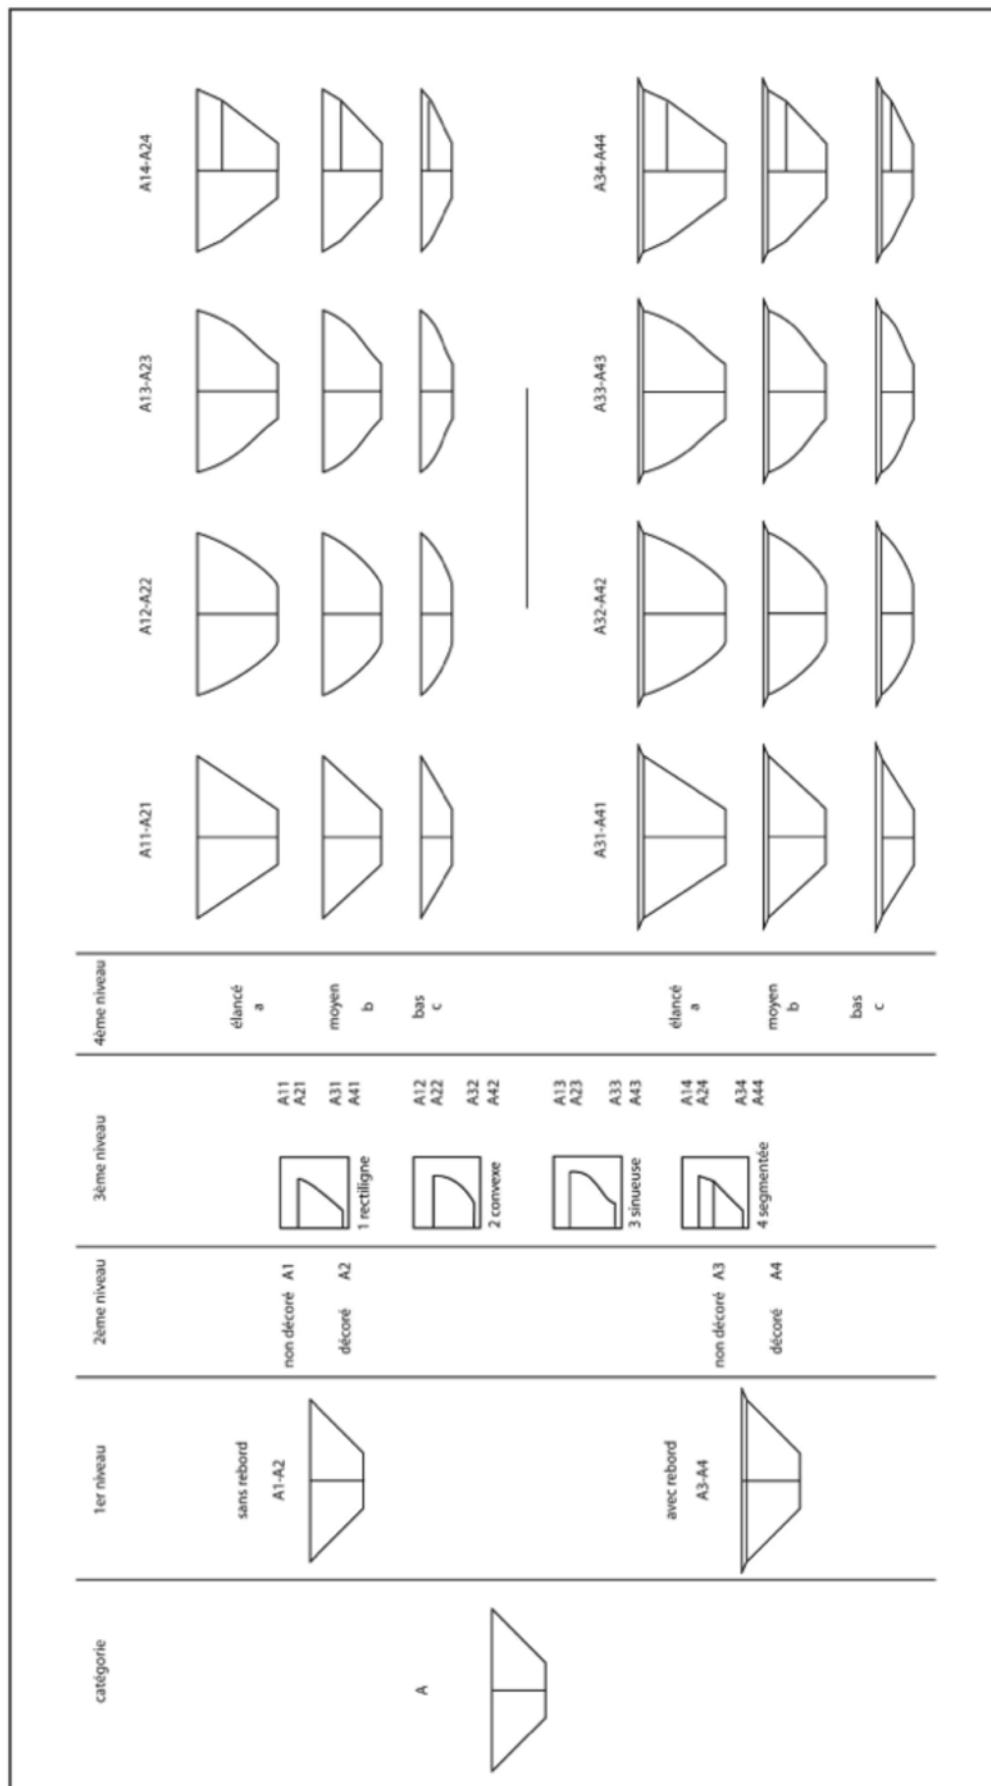 catégorie
1er niveau
2ème niveau
3ème niveau
4ème niveau
A
sans rebord
A1-A2
avec rebord
A3-A4
non décoré A1
décoré A2
non décoré A3
décoré A4
A11
A21
A31
A41
1 rectiligne
A12
A22
A32
A42
2 convexe
A13
A23
A33
A43
3 sinueuse
A14
A24
A34
A44
4 segmentée
élancé
a
moyen
b
bas
c
élancé
a
moyen
b
bas
c
A11-A21
A12-A22
A13-A23
A14-A24
A31-A41
A32-A42
A33-A43
A34-A44